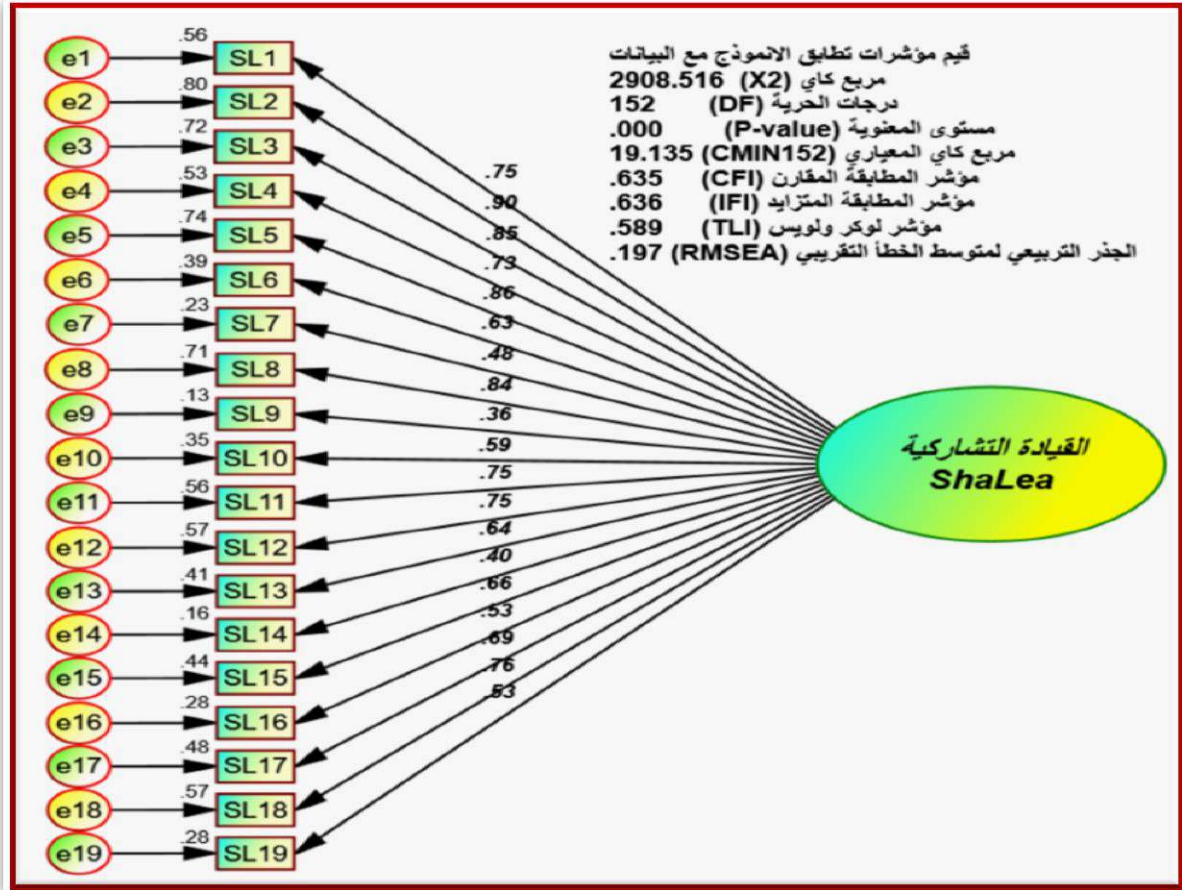 قيم مؤشرات تطابق الانموذج مع البيانات
مربع كاي (X2) 2908.516
درجات الحرية (DF) 152
مستوى المعنوية (P-value) .000
مربع كاي المعياري (CMIN152) 19.135
مؤشر المطابقة المقارن (CFI) .635
مؤشر المطابقة المتزايد (IFI) .636
مؤشر لوكر ولويس (TLI) .589
الجذر التربيعي لمتوسط الخطأ التقريبي (RMSEA) .197
e1 .56 SL1 .75
e2 .80 SL2 .90
e3 .72 SL3 .85
e4 .53 SL4 .73
e5 .74 SL5 .86
e6 .39 SL6 .63
e7 .23 SL7 .48
e8 .71 SL8 .84
e9 .13 SL9 .36
e10 .35 SL10 .59
e11 .56 SL11 .75
e12 .57 SL12 .75
e13 .41 SL13 .64
e14 .16 SL14 .40
e15 .44 SL15 .66
e16 .28 SL16 .53
e17 .48 SL17 .69
e18 .57 SL18 .76
e19 .28 SL19 .53
القيادة التشاركية
ShaLea